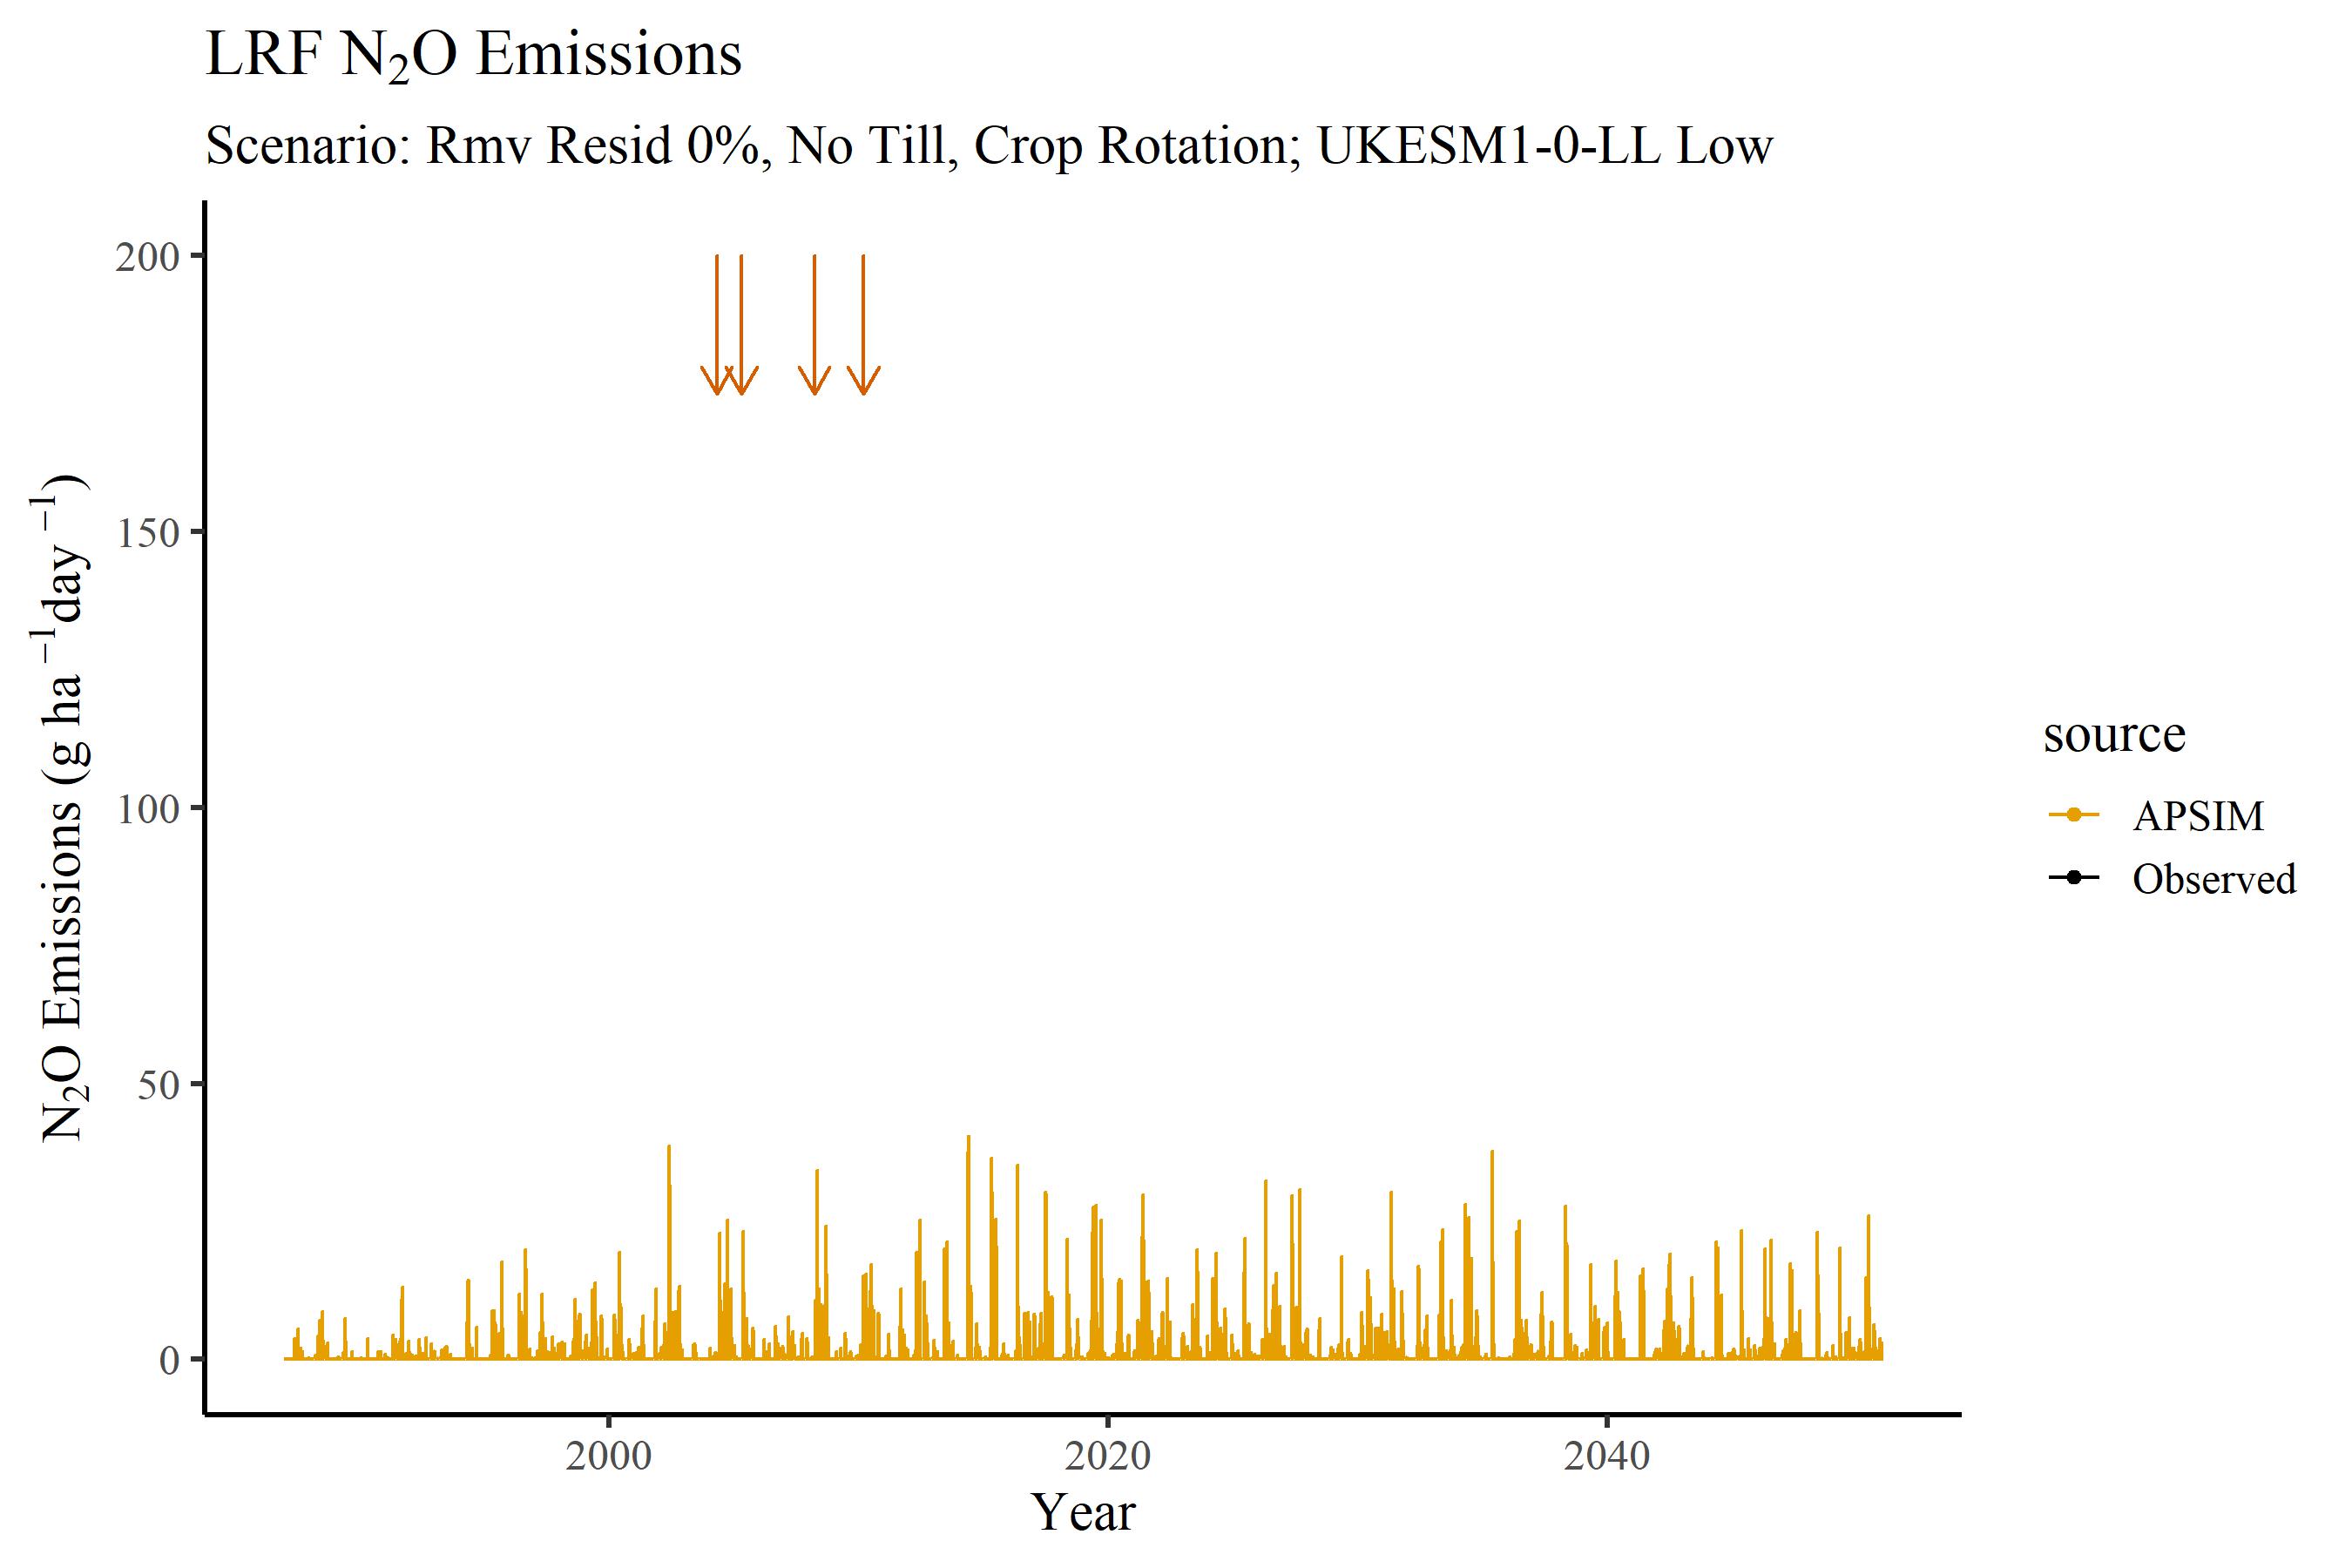 LRF N₂O Emissions
Scenario: Rmv Resid 0%, No Till, Crop Rotation; UKESM1-0-LL Low
N₂O Emissions (g ha ⁻¹day ⁻¹)
200
150
100
50
0
2000 2020 2040
Year
source
APSIM
Observed